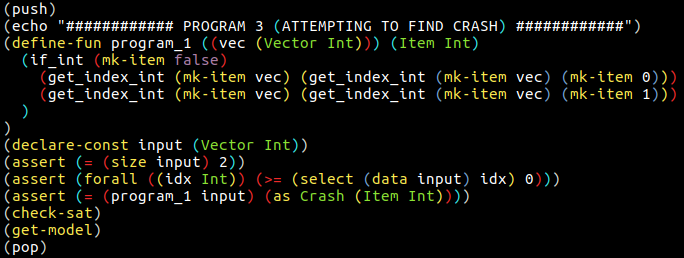 (push)
(echo "############ PROGRAM 3 (ATTEMPTING TO FIND CRASH) ############")
(define-fun program_1 ((vec (Vector Int))) (Item Int)
  (if_int (mk-item false)
    (get_index_int (mk-item vec) (get_index_int (mk-item vec) (mk-item 0)))
    (get_index_int (mk-item vec) (get_index_int (mk-item vec) (mk-item 1)))
  )
)
(declare-const input (Vector Int))
(assert (= (size input) 2))
(assert (forall ((idx Int)) (>= (select (data input) idx) 0)))
(assert (= (program_1 input) (as Crash (Item Int))))
(check-sat)
(get-model)
(pop)